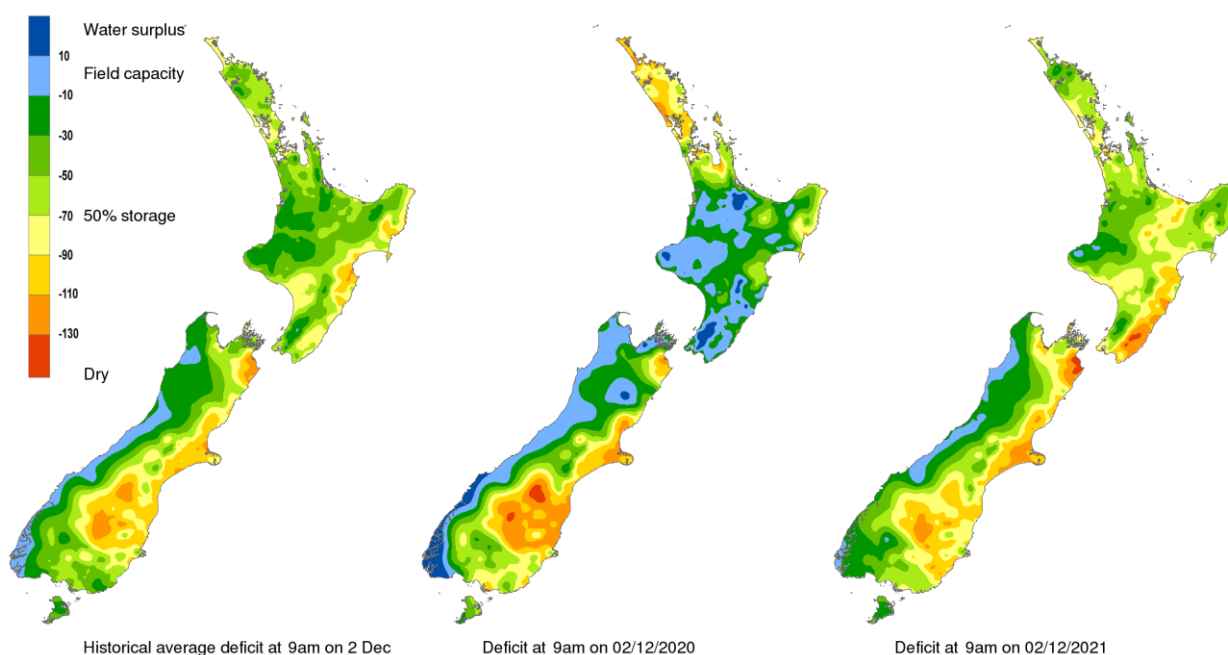 Water surplus
10
Field capacity
-10
-30
-50
50% storage
-70
-90
-110
-130
Dry
Historical average deficit at 9am on 2 Dec
Deficit at 9am on 02/12/2020
Deficit at 9am on 02/12/2021